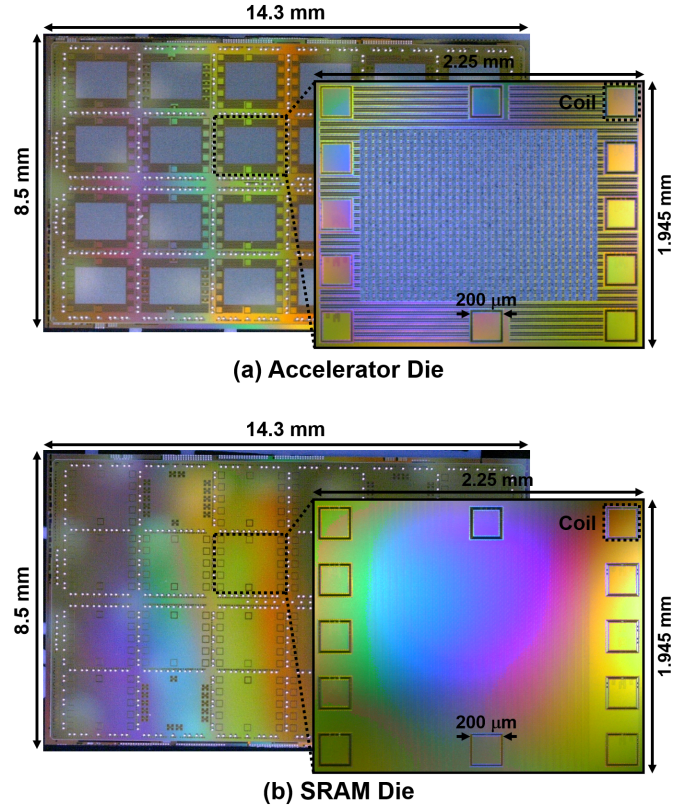 14.3 mm
8.5 mm
2.25 mm
Coil
1.945 mm
200 μm
(a) Accelerator Die
14.3 mm
8.5 mm
2.25 mm
Coil
1.945 mm
200 μm
(b) SRAM Die